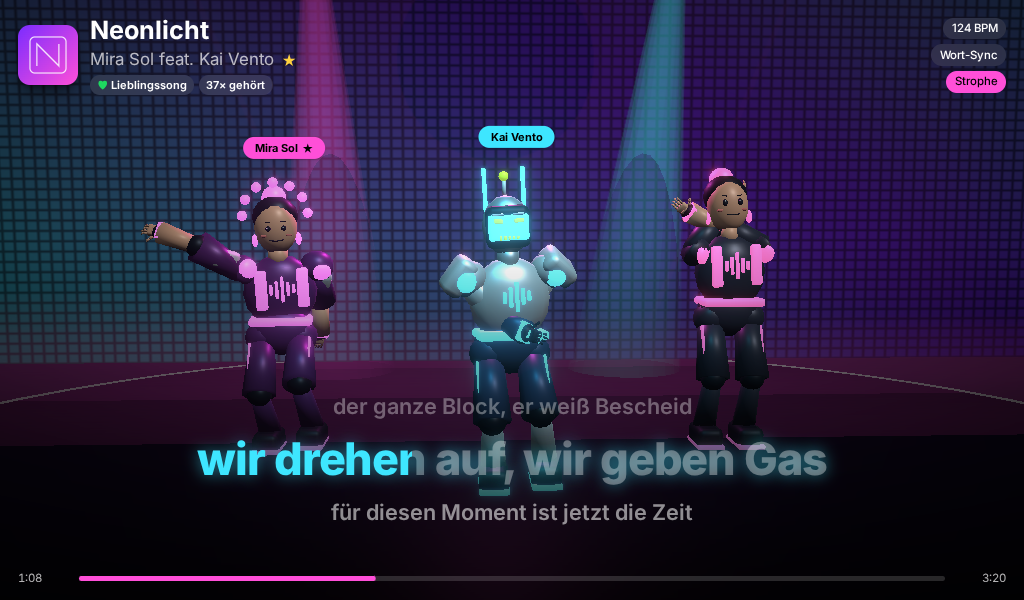 Neonlicht
Mira Sol feat. Kai Vento ★
Lieblingssong
37× gehört
124 BPM
Wort-Sync
Strophe
N
Mira Sol ★
Kai Vento
der ganze Block, er weiß Bescheid
wir drehen auf, wir geben Gas
für diesen Moment ist jetzt die Zeit
1:08
3:20